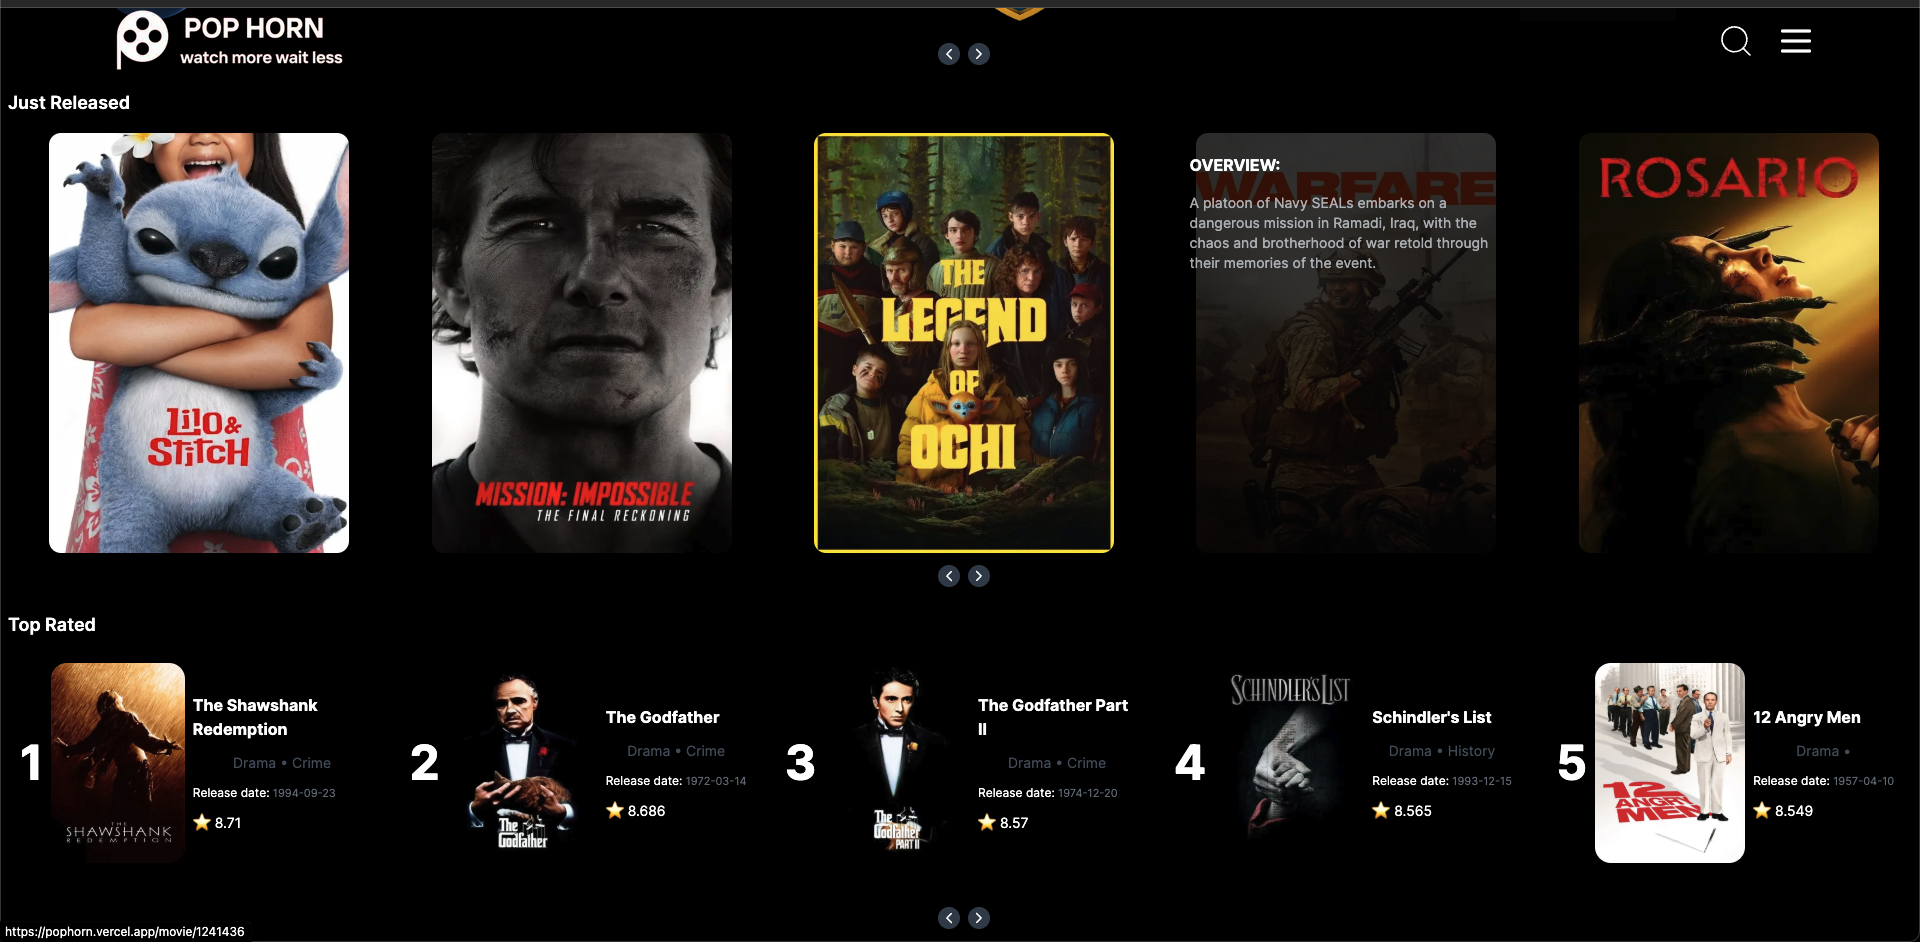 POP HORN
watch more wait less
Just Released
Lilo &
Stitch
MISSION: IMPOSSIBLE
THE FINAL RECKONING
THE
LEGEND
OF
OCHI
OVERVIEW:
WARFARE
A platoon of Navy SEALs embarks on a
dangerous mission in Ramadi, Iraq, with the
chaos and brotherhood of war retold through
their memories of the event.
ROSARIO
Top Rated
1
THE
SHAWSHANK
REDEMPTION
The Shawshank
Redemption
Drama • Crime
Release date: 1994-09-23
8.71
2
The
Godfather
The Godfather
Drama • Crime
Release date: 1972-03-14
8.686
3
The
Godfather
PART II
The Godfather Part
II
Drama • Crime
Release date: 1974-12-20
8.57
4
SCHINDLER'S LIST
Schindler's List
Drama • History
Release date: 1993-12-15
8.565
5
12
ANGRY
MEN
12 Angry Men
Drama •
Release date: 1957-04-10
8.549
https://pophorn.vercel.app/movie/1241436